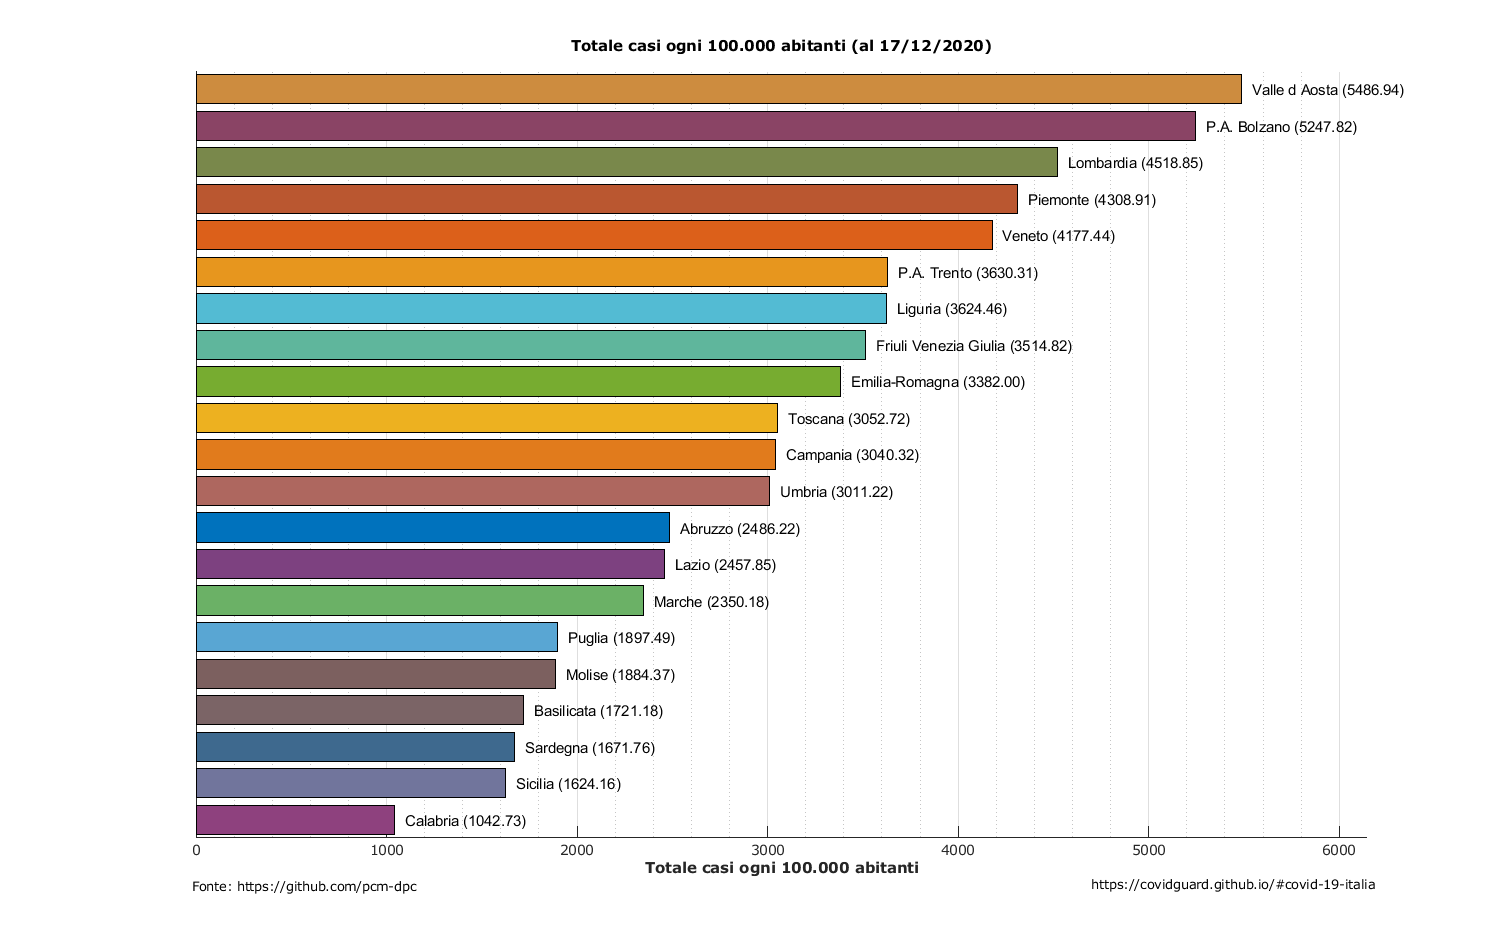 Totale casi ogni 100.000 abitanti (al 17/12/2020)
Valle d Aosta (5486.94)
P.A. Bolzano (5247.82)
Lombardia (4518.85)
Piemonte (4308.91)
Veneto (4177.44)
P.A. Trento (3630.31)
Liguria (3624.46)
Friuli Venezia Giulia (3514.82)
Emilia-Romagna (3382.00)
Toscana (3052.72)
Campania (3040.32)
Umbria (3011.22)
Abruzzo (2486.22)
Lazio (2457.85)
Marche (2350.18)
Puglia (1897.49)
Molise (1884.37)
Basilicata (1721.18)
Sardegna (1671.76)
Sicilia (1624.16)
Calabria (1042.73)
0 1000 2000 3000 4000 5000 6000
Totale casi ogni 100.000 abitanti
Fonte: https://github.com/pcm-dpc
https://covidguard.github.io/#covid-19-italia